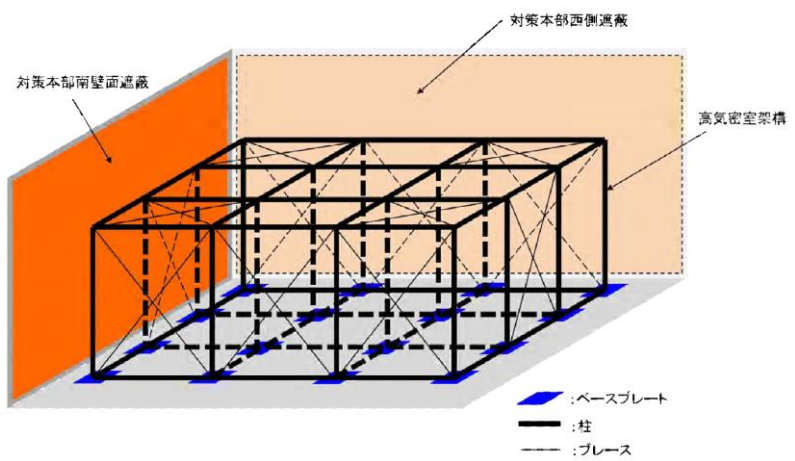 対策本部西側遮蔽
対策本部南壁面遮蔽
高気密室架構
:ベースプレート
:柱
:ブレース